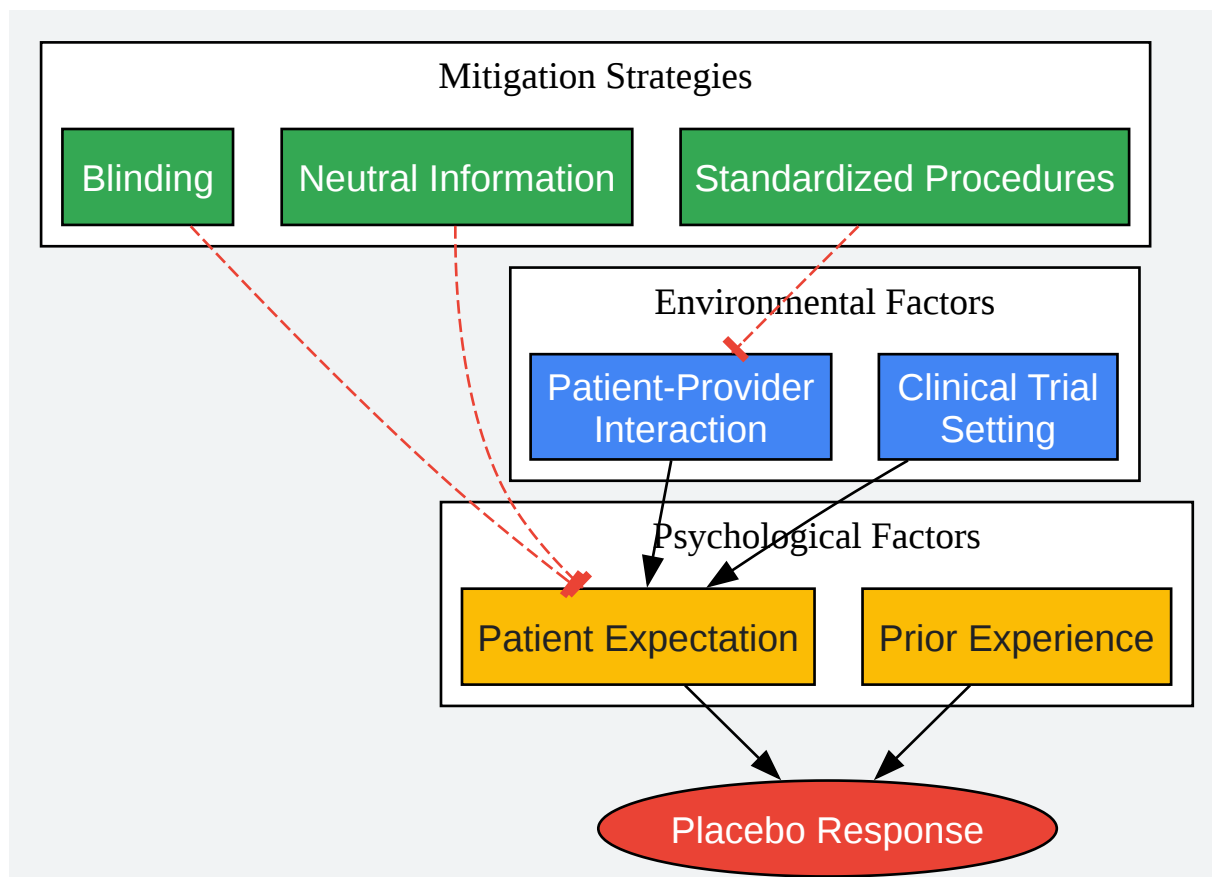 Mitigation Strategies
Blinding
Neutral Information
Standardized Procedures
Environmental Factors
Patient-Provider
Interaction
Clinical Trial
Setting
Psychological Factors
Patient Expectation
Prior Experience
Placebo Response